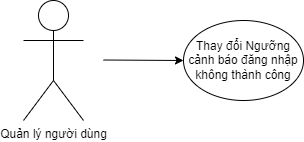 Thay đổi Ngưỡng
cảnh báo đăng nhập
không thành công
Quản lý người dùng